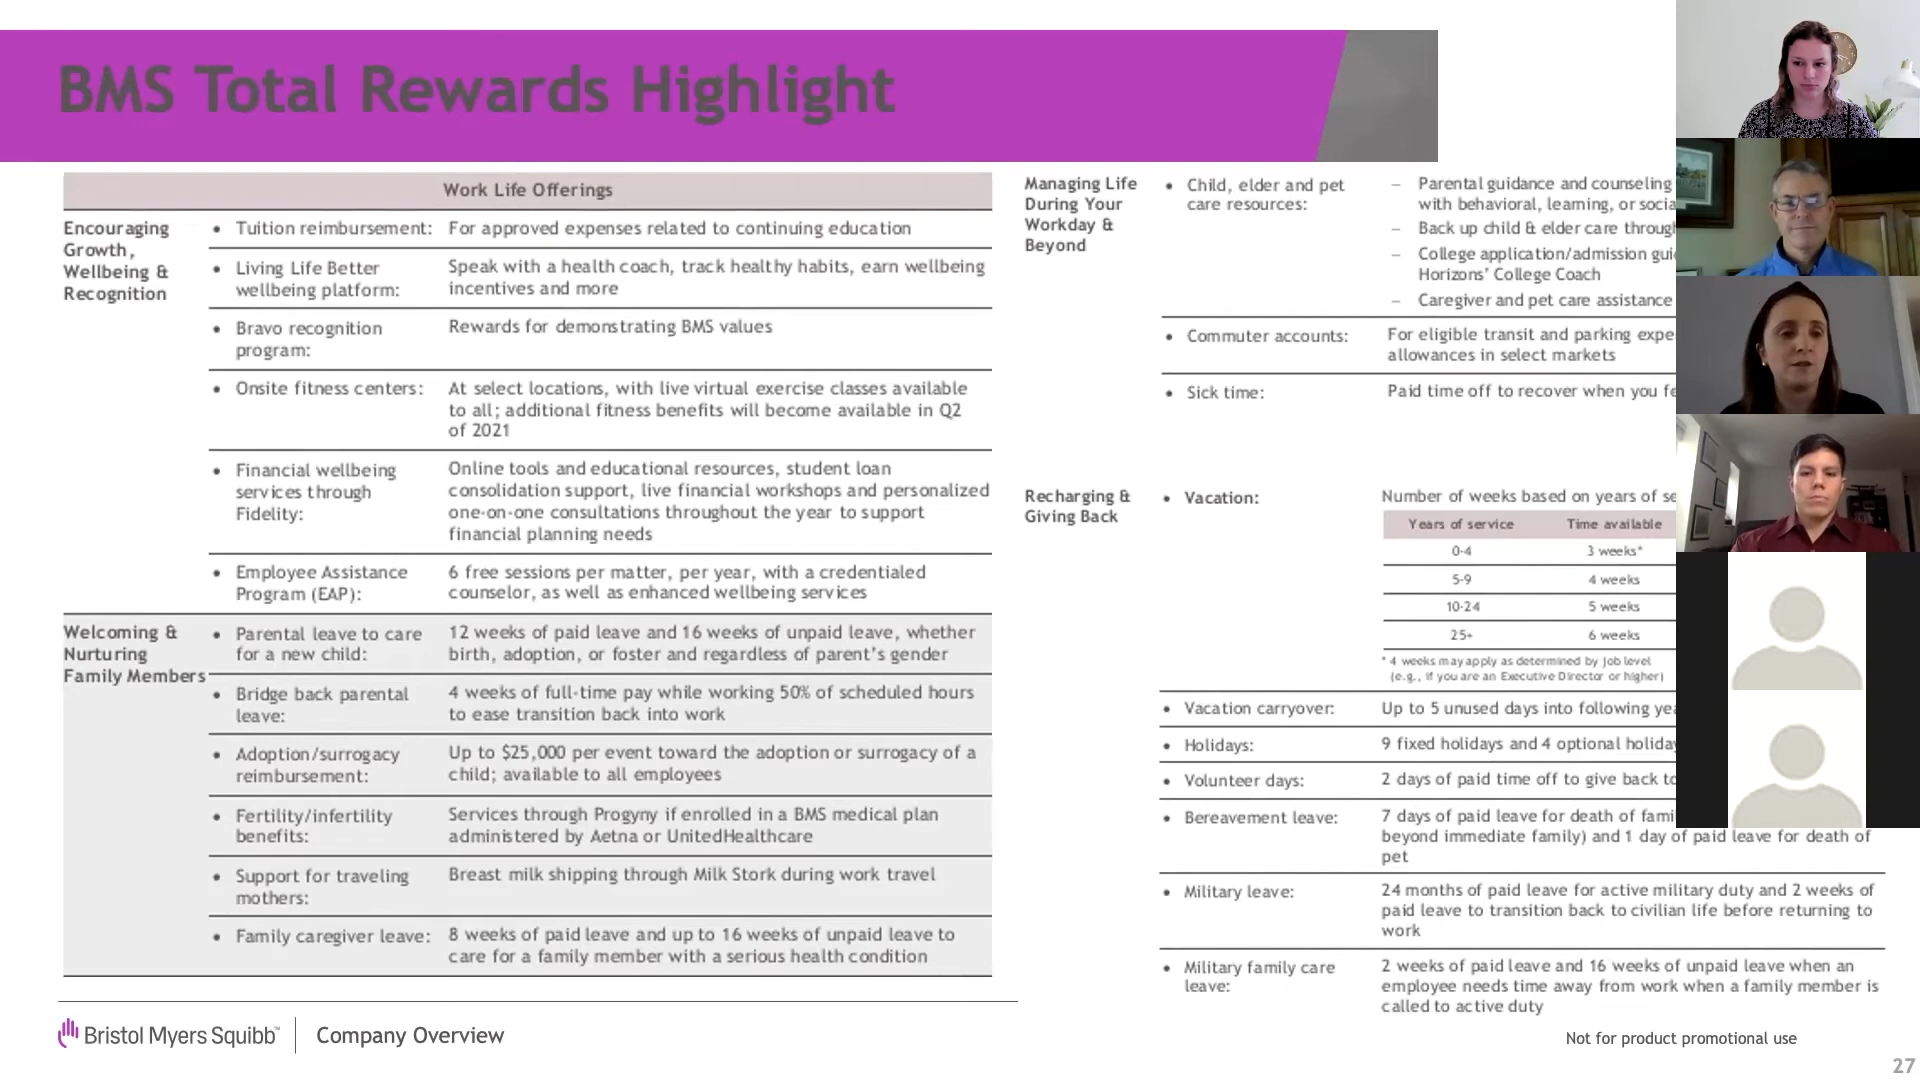 BMS Total Rewards Highlight
Work Life Offerings
Encouraging
Growth,
Wellbeing &
Recognition
• Tuition reimbursement: For approved expenses related to continuing education
• Living Life Better
wellbeing platform:
Speak with a health coach, track healthy habits, earn wellbeing
incentives and more
• Bravo recognition
program:
Rewards for demonstrating BMS values
• Onsite fitness centers:
At select locations, with live virtual exercise classes available
to all; additional fitness benefits will become available in Q2
of 2021
• Financial wellbeing
services through
Fidelity:
Online tools and educational resources, student loan
consolidation support, live financial workshops and personalized
one-on-one consultations throughout the year to support
financial planning needs
• Employee Assistance
Program (EAP):
6 free sessions per matter, per year, with a credentialed
counselor, as well as enhanced wellbeing services
Welcoming &
Nurturing
Family Members
• Parental leave to care
for a new child:
12 weeks of paid leave and 16 weeks of unpaid leave, whether
birth, adoption, or foster and regardless of parent's gender
• Bridge back parental
leave:
4 weeks of full-time pay while working 50% of scheduled hours
to ease transition back into work
• Adoption/surrogacy
reimbursement:
Up to $25,000 per event toward the adoption or surrogacy of a
child; available to all employees
• Fertility/infertility
benefits:
Services through Progyny if enrolled in a BMS medical plan
administered by Aetna or UnitedHealthcare
• Support for traveling
mothers:
Breast milk shipping through Milk Stork during work travel
• Family caregiver leave:
8 weeks of paid leave and up to 16 weeks of unpaid leave to
care for a family member with a serious health condition
Managing Life
During Your
Workday &
Beyond
• Child, elder and pet
care resources:
– Parental guidance and counseling
with behavioral, learning, or
– Back up child & elder care
– College application/admission
Horizons' College Coach
– Caregiver and pet care assistance
• Commuter accounts:
For eligible transit and parking
allowances in select markets
• Sick time:
Paid time off to recover when you
Recharging &
Giving Back
• Vacation:
Number of weeks based on years of
Years of service Time available
0-4 3 weeks*
5-9 4 weeks
10-24 5 weeks
25+ 6 weeks
* 4 weeks may apply as determined by job level
(e.g., if you are an Executive Director or higher)
• Vacation carryover:
Up to 5 unused days into following
• Holidays:
9 fixed holidays and 4 optional
• Volunteer days:
2 days of paid time off to give back
• Bereavement leave:
7 days of paid leave for death of
beyond immediate family) and 1 day of paid leave for death of
pet
• Military leave:
24 months of paid leave for active military duty and 2 weeks of
paid leave to transition back to civilian life before returning to
work
• Military family care
leave:
2 weeks of paid leave and 16 weeks of unpaid leave when an
employee needs time away from work when a family member is
called to active duty
Bristol Myers Squibb™ Company Overview
Not for product promotional use
27